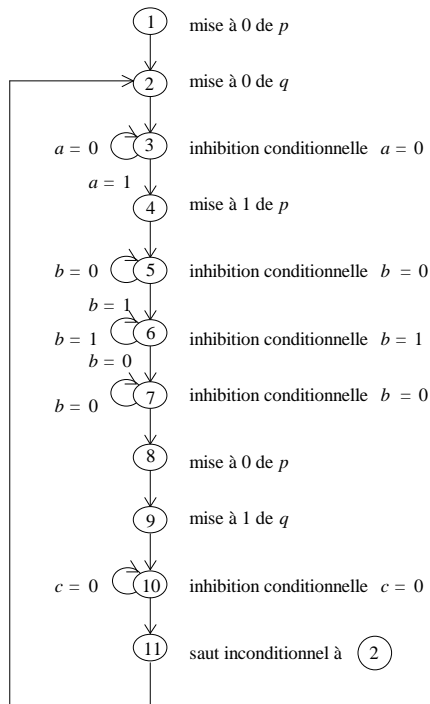 1 mise à 0 de p
2 mise à 0 de q
a = 0 3 inhibition conditionnelle a = 0
a = 1
4 mise à 1 de p
b = 0 5 inhibition conditionnelle b = 0
b = 1
b = 1 6 inhibition conditionnelle b = 1
b = 0
b = 0 7 inhibition conditionnelle b = 0
8 mise à 0 de p
9 mise à 1 de q
c = 0 10 inhibition conditionnelle c = 0
11 saut inconditionnel à 2